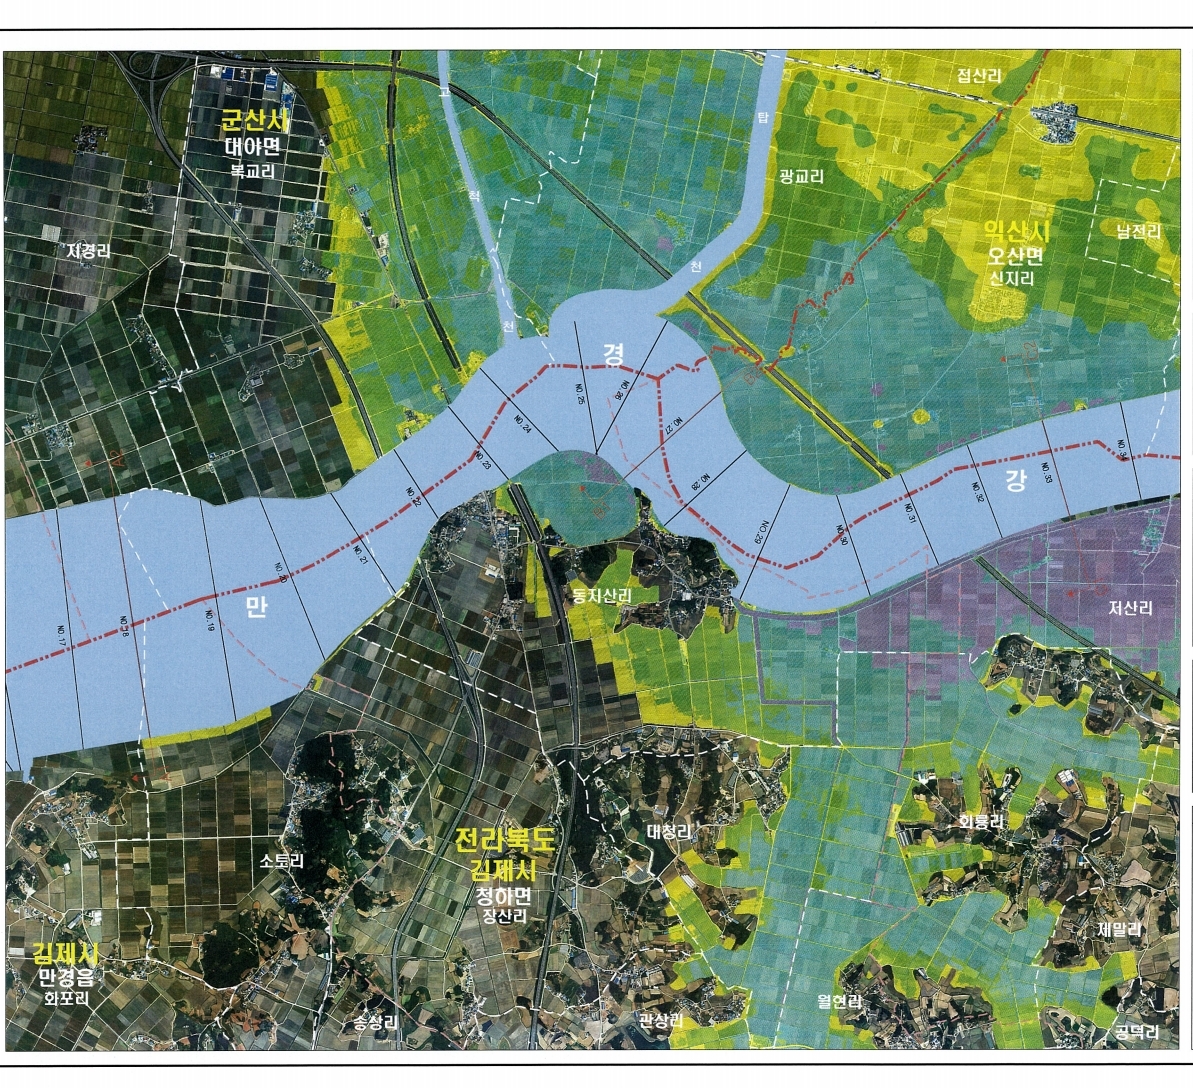 점산리
고
탑
군산시
대야면
복교리
광교리
척
익산시
오산면
신지리
남전리
지경리
천
천
경
NO.25
NO.26
NO.24
NO.27
NO.23
NO.34
NO.33
NO.28
강
NO.32
NO.22
NO.31
NO.29
NO.30
NO.21
NO.20
동지산리
만
저산리
NO.19
NO.18
NO.17
대청리
회룡리
전라북도
김제시
청하면
장산리
소토리
제말리
김제시
만경읍
화포리
월현리
송상리
관상리
공덕리